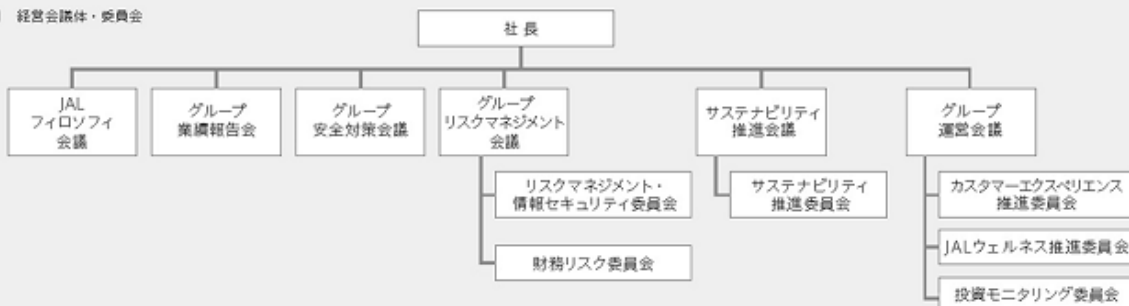 経営会議体・委員会
社 長
JAL
フィロソフィ
会議
グループ
業績報告会
グループ
安全対策会議
グループ
リスクマネジメント
会議
サステナビリティ
推進会議
グループ
運営会議
リスクマネジメント・
情報セキュリティ委員会
財務リスク委員会
サステナビリティ
推進委員会
カスタマーエクスペリエンス
推進委員会
JALウェルネス推進委員会
投資モニタリング委員会